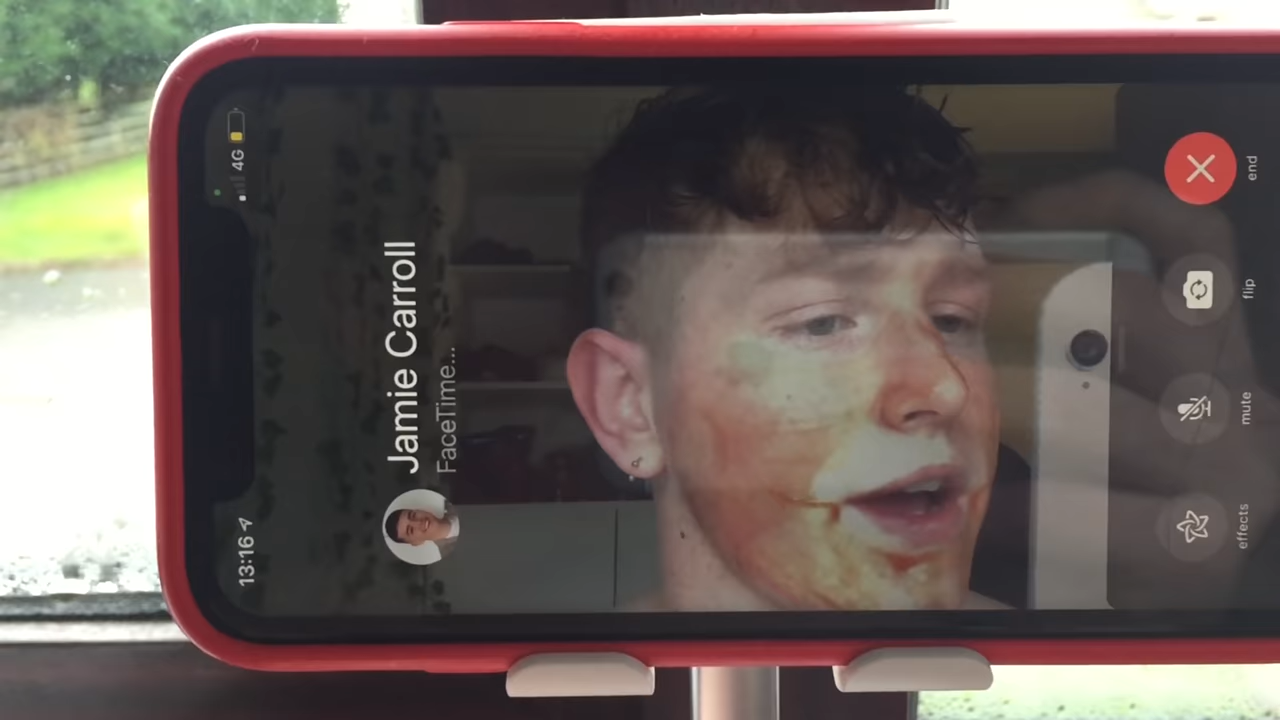 13:16
4G
Jamie Carroll
FaceTime...
effects
mute
flip
end